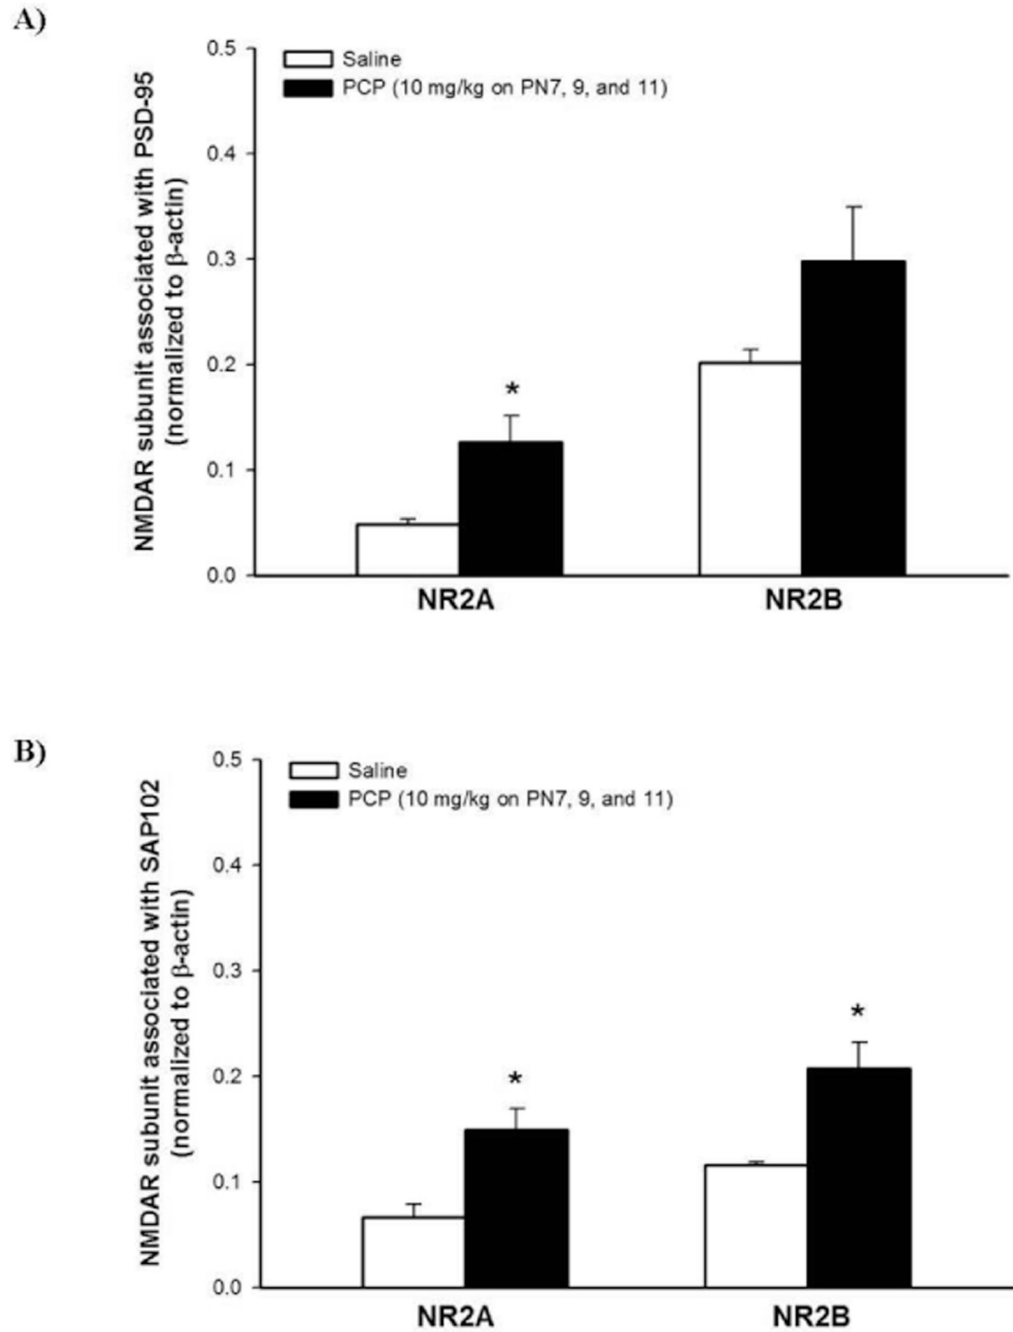 A)
NMDAR subunit associated with PSD-95
(normalized to β-actin)
0.5
0.4
0.3
0.2
0.1
0.0
Saline
PCP (10 mg/kg on PN7, 9, and 11)
*
NR2A
NR2B
B)
NMDAR subunit associated with SAP102
(normalized to β-actin)
0.5
0.4
0.3
0.2
0.1
0.0
Saline
PCP (10 mg/kg on PN7, 9, and 11)
*
*
NR2A
NR2B